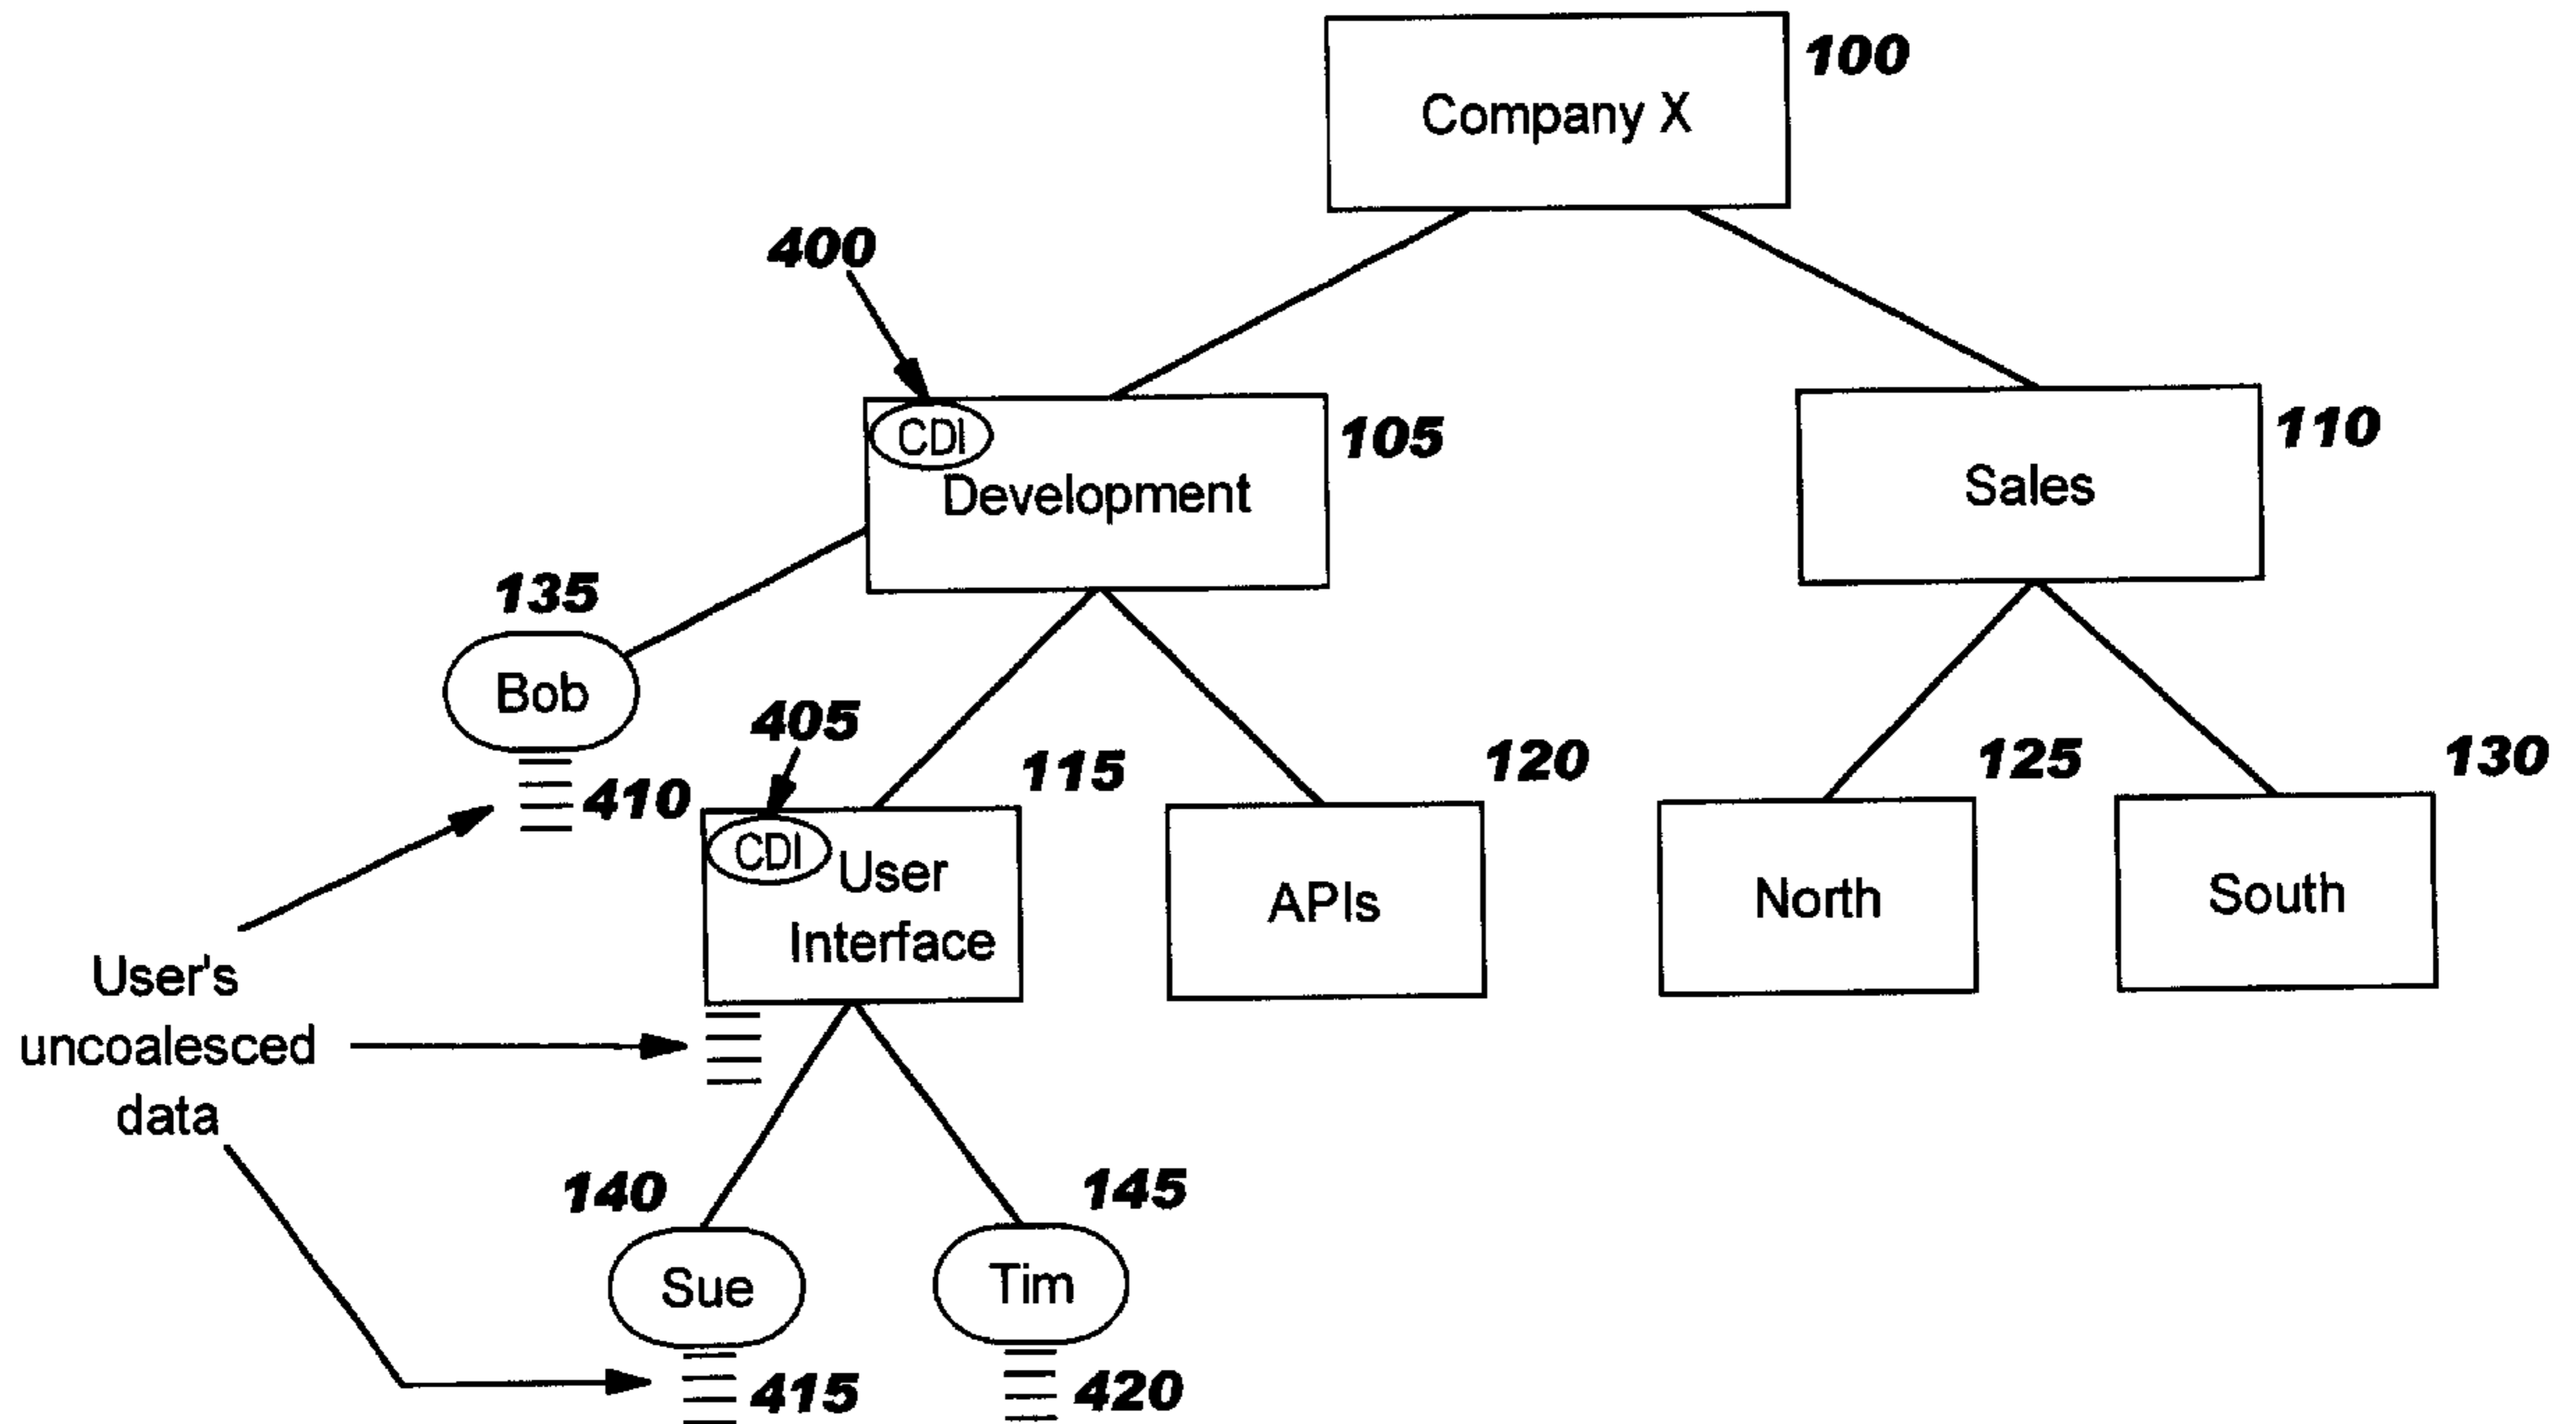 100
Company X
400
CDI
105
Development
110
Sales
135
Bob
410
405
CDI
115
User
Interface
120
APIs
125
North
130
South
User's
uncoalesced
data
140
Sue
415
145
Tim
420